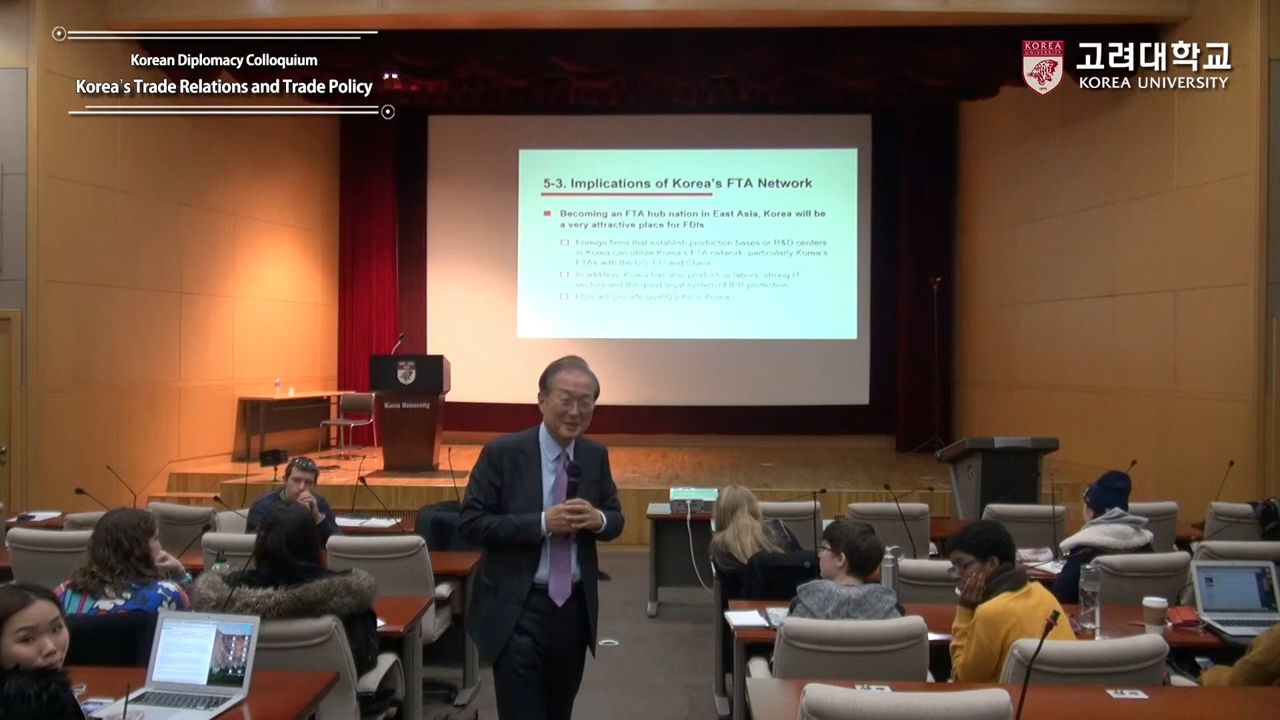 Korean Diplomacy Colloquium
Korea's Trade Relations and Trade Policy
KOREA
고려대학교
KOREA UNIVERSITY
5-3. Implications of Korea's FTA Network
Becoming an FTA hub nation in East Asia, Korea will be
a very attractive place for FDIs
Foreign firms that establish production bases or R&D centers
in Korea can utilize Korea's FTA network, particularly Korea's
FTAs with the US, EU and China
In addition, Korea has also productive labors, strong IT
sectors and the good legal system of IPR protection
FDIs will provide quality jobs in Korea
Korea University